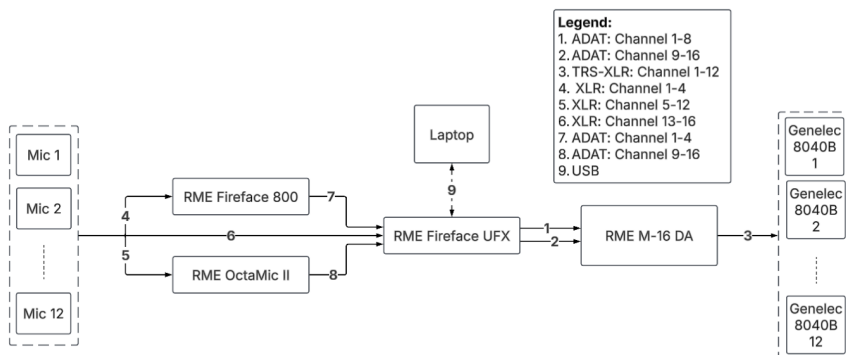 Legend:
1. ADAT: Channel 1-8
2. ADAT: Channel 9-16
3. TRS-XLR: Channel 1-12
4. XLR: Channel 1-4
5. XLR: Channel 5-12
6. XLR: Channel 13-16
7. ADAT: Channel 1-4
8. ADAT: Channel 9-16
9. USB
Mic 1
Mic 2
Mic 12
4
6
5
RME Fireface 800
RME OctaMic II
7
8
Laptop
9
RME Fireface UFX
1
2
RME M-16 DA
3
Genelec
8040B
1
Genelec
8040B
2
Genelec
8040B
12